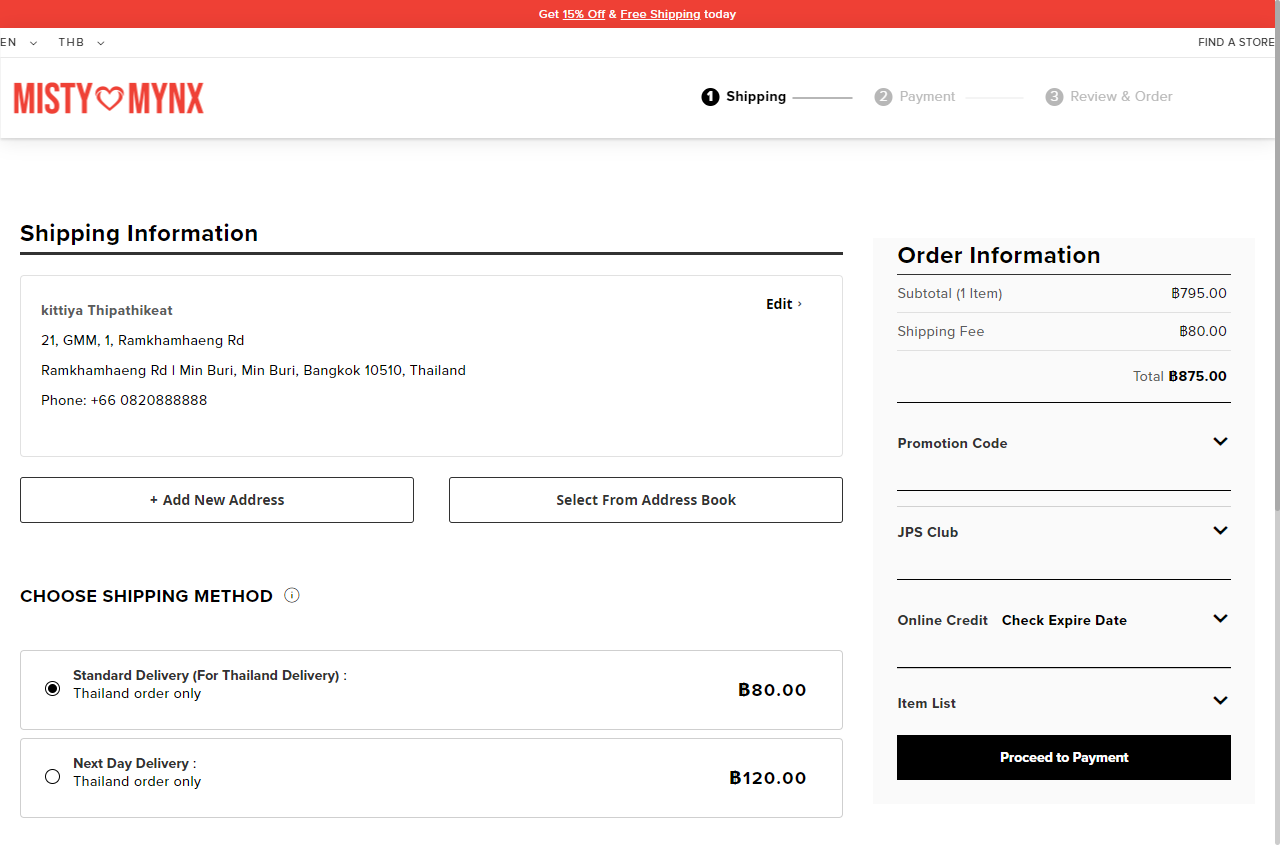 Get 15% Off & Free Shipping today
EN THB FIND A STORE
MISTY MYNX
1 Shipping 2 Payment 3 Review & Order
Shipping Information
kittiya Thipathikeat
Edit ›
21, GMM, 1, Ramkhamhaeng Rd
Ramkhamhaeng Rd | Min Buri, Min Buri, Bangkok 10510, Thailand
Phone: +66 0820888888
+ Add New Address
Select From Address Book
CHOOSE SHIPPING METHOD
Standard Delivery (For Thailand Delivery) :
Thailand order only
฿80.00
Next Day Delivery :
Thailand order only
฿120.00
Order Information
Subtotal (1 Item) ฿795.00
Shipping Fee ฿80.00
Total ฿875.00
Promotion Code
JPS Club
Online Credit Check Expire Date
Item List
Proceed to Payment